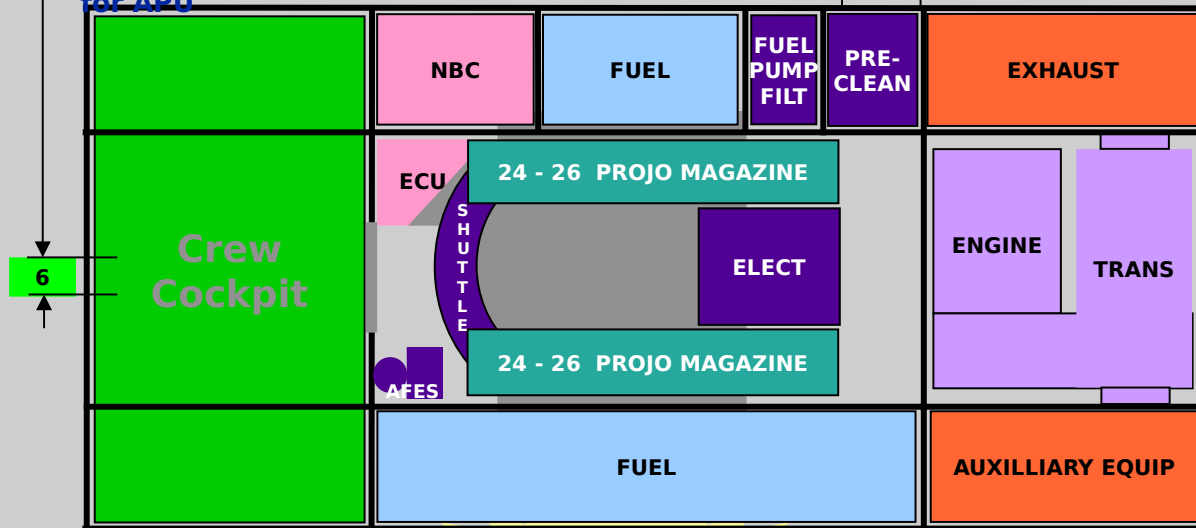 for APU
NBC
FUEL
FUEL
PUMP
FILT
PRE-
CLEAN
EXHAUST
ECU
24 - 26 PROJO MAGAZINE
SHUTTLE
Crew
Cockpit
6
ELECT
ENGINE
TRANS
24 - 26 PROJO MAGAZINE
AFES
FUEL
AUXILLIARY EQUIP